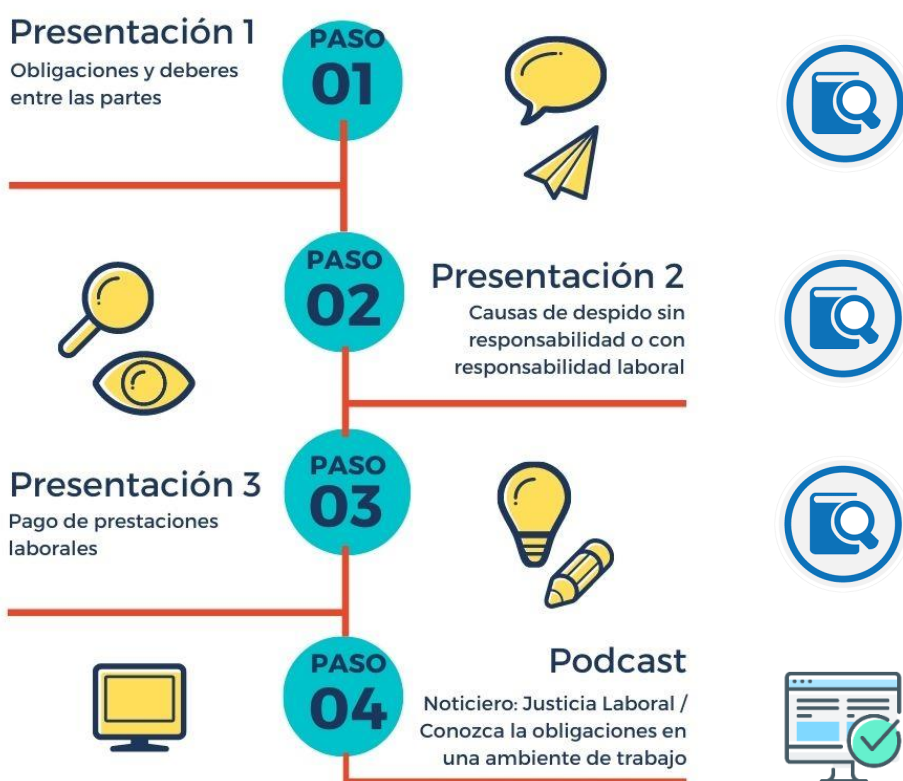 Presentación 1
Obligaciones y deberes
entre las partes
PASO
01
PASO
02
Presentación 2
Causas de despido sin
responsabilidad o con
responsabilidad laboral
Presentación 3
Pago de prestaciones
laborales
PASO
03
PASO
04
Podcast
Noticiero: Justicia Laboral /
Conozca la obligaciones en
una ambiente de trabajo